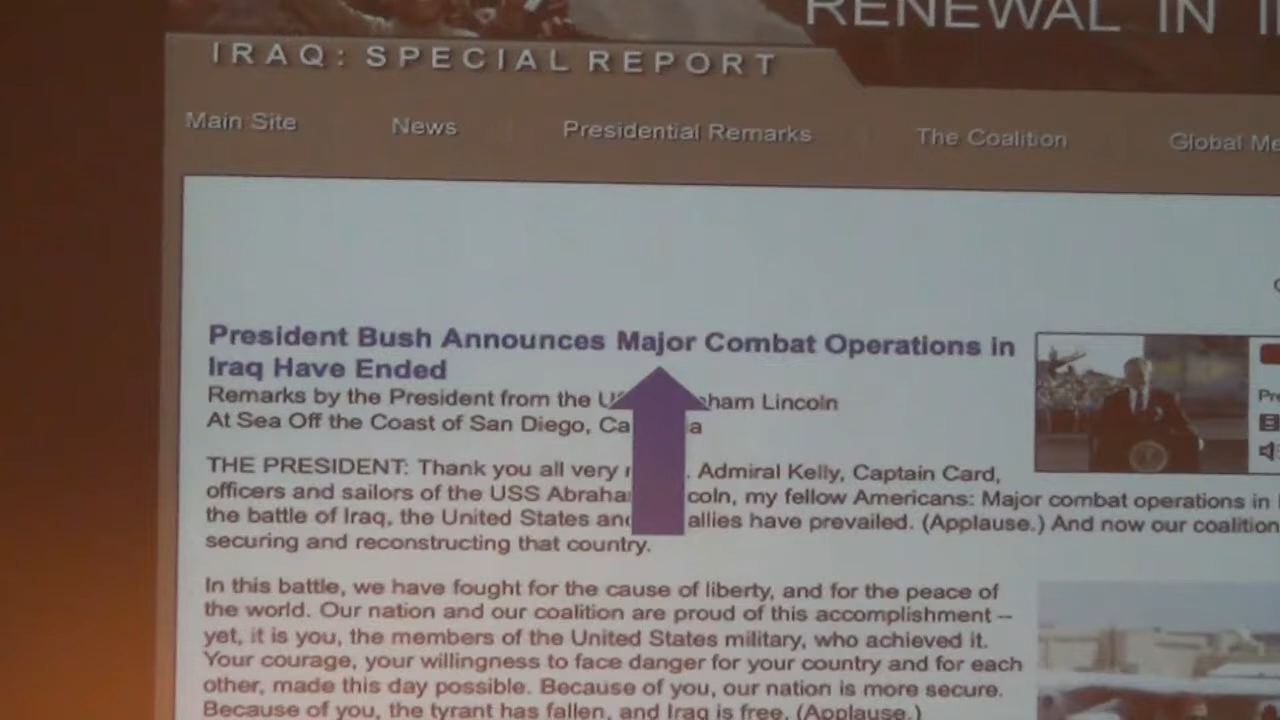 RENEWAL IN
IRAQ: SPECIAL REPORT
Main Site News Presidential Remarks The Coalition Global
President Bush Announces Major Combat Operations in
Iraq Have Ended
Remarks by the President from the ham Lincoln
At Sea Off the Coast of San Diego,
THE PRESIDENT: Thank you all very Admiral Kelly, Captain Card,
officers and sailors of the USS Abraha coln, my fellow Americans: Major combat operations in
the battle of Iraq, the United States and allies have prevailed. (Applause.) And now our coalition
securing and reconstructing that country.
In this battle, we have fought for the cause of liberty, and for the peace of
the world. Our nation and our coalition are proud of this accomplishment --
yet, it is you, the members of the United States military, who achieved it.
Your courage, your willingness to face danger for your country and for each
other, made this day possible. Because of you, our nation is more secure.
Because of you, the tyrant has fallen, and Iraq is free. (Applause.)